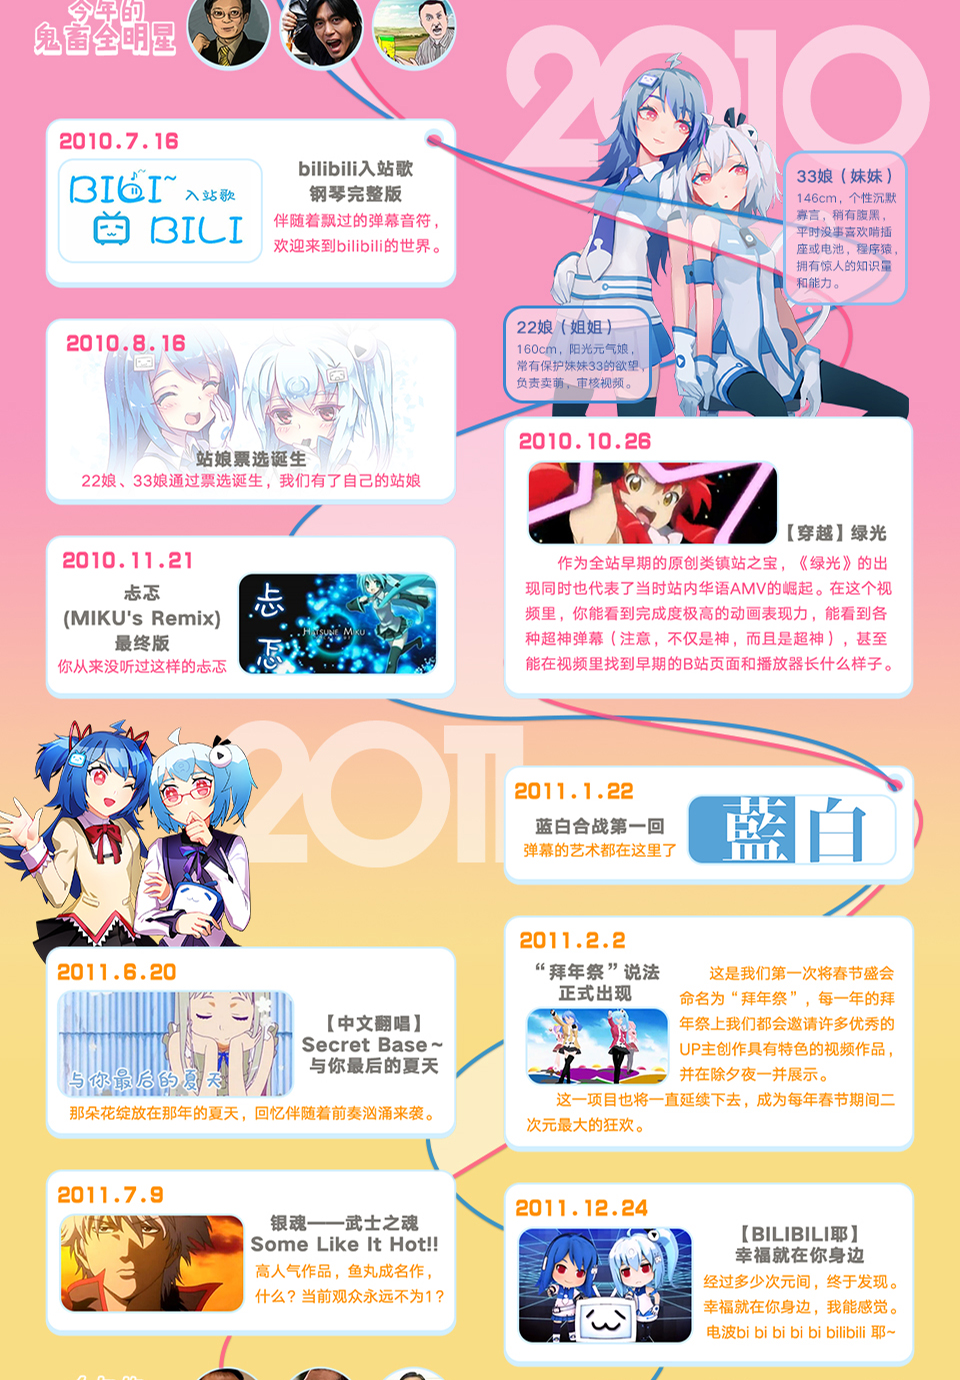 今年的
鬼畜全明星
2010
2010.7.16
BILI~
入站歌
BILI
bilibili入站歌
钢琴完整版
伴随着飘过的弹幕音符，
欢迎来到bilibili的世界。
33娘（妹妹）
146cm，个性沉默
寡言，稍有腹黑，
平时没事喜欢啃插
座或电池，程序猿，
拥有惊人的知识量
和能力。
22娘（姐姐）
160cm，阳光元气娘，
常有保护妹妹33的欲望，
负责卖萌，审核视频。
2010.8.16
站娘票选诞生
22娘、33娘通过票选诞生，我们有了自己的站娘
2010.10.26
【穿越】绿光
作为全站早期的原创类镇站之宝，《绿光》的出
现同时也代表了当时站内华语AMV的崛起。在这个视
频里，你能看到完成度极高的动画表现力，能看到各
种超神弹幕（注意，不仅是神，而且是超神），甚至
能在视频里找到早期的B站页面和播放器长什么样子。
2010.11.21
忐忑
(MIKU's Remix)
最终版
你从来没听过这样的忐忑
忐
忑
HATSUNE MIKU
2011
2011.1.22
蓝白合战第一回
弹幕的艺术都在这里了
藍白
2011.2.2
“拜年祭”说法
正式出现
这是我们第一次将春节盛会
命名为“拜年祭”，每一年的拜
年祭上我们都会邀请许多优秀的
UP主创作具有特色的视频作品，
并在除夕夜一并展示。
这一项目也将一直延续下去，成为每年春节期间二
次元最大的狂欢。
2011.6.20
与你最后的夏天
【中文翻唱】
Secret Base~
与你最后的夏天
那朵花绽放在那年的夏天，回忆伴随着前奏汹涌来袭。
2011.7.9
银魂——武士之魂
Some Like It Hot!!
高人气作品，鱼丸成名作，
什么？当前观众永远不为1？
2011.12.24
【BILIBILI耶】
幸福就在你身边
经过多少次元间，终于发现。
幸福就在你身边，我能感觉。
电波bi bi bi bi bi bilibili 耶~